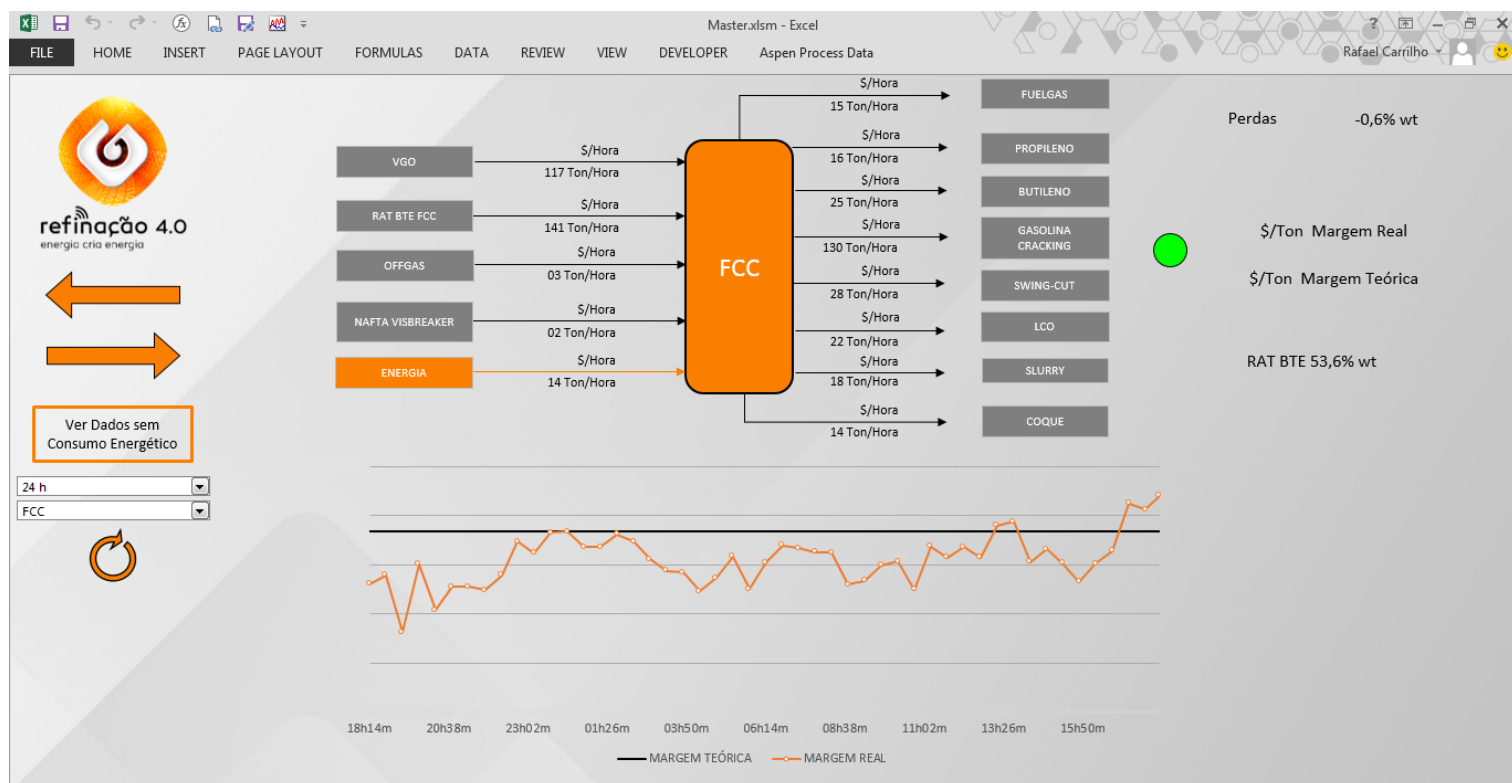 Master.xlsm - Excel
FILE HOME INSERT PAGE LAYOUT FORMULAS DATA REVIEW VIEW DEVELOPER Aspen Process Data
Rafael Carrilho
refinação 4.0
energia cria energia
Ver Dados sem
Consumo Energético
24 h
FCC
VGO
$/Hora
117 Ton/Hora
RAT BTE FCC
$/Hora
141 Ton/Hora
OFFGAS
$/Hora
03 Ton/Hora
NAFTA VISBREAKER
$/Hora
02 Ton/Hora
ENERGIA
$/Hora
14 Ton/Hora
FCC
$/Hora
15 Ton/Hora
FUELGAS
$/Hora
16 Ton/Hora
PROPILENO
$/Hora
25 Ton/Hora
BUTILENO
$/Hora
130 Ton/Hora
GASOLINA
CRACKING
$/Hora
28 Ton/Hora
SWING-CUT
$/Hora
22 Ton/Hora
LCO
$/Hora
18 Ton/Hora
SLURRY
$/Hora
14 Ton/Hora
COQUE
Perdas -0,6% wt
$/Ton Margem Real
$/Ton Margem Teórica
RAT BTE 53,6% wt
18h14m 20h38m 23h02m 01h26m 03h50m 06h14m 08h38m 11h02m 13h26m 15h50m
MARGEM TEÓRICA MARGEM REAL